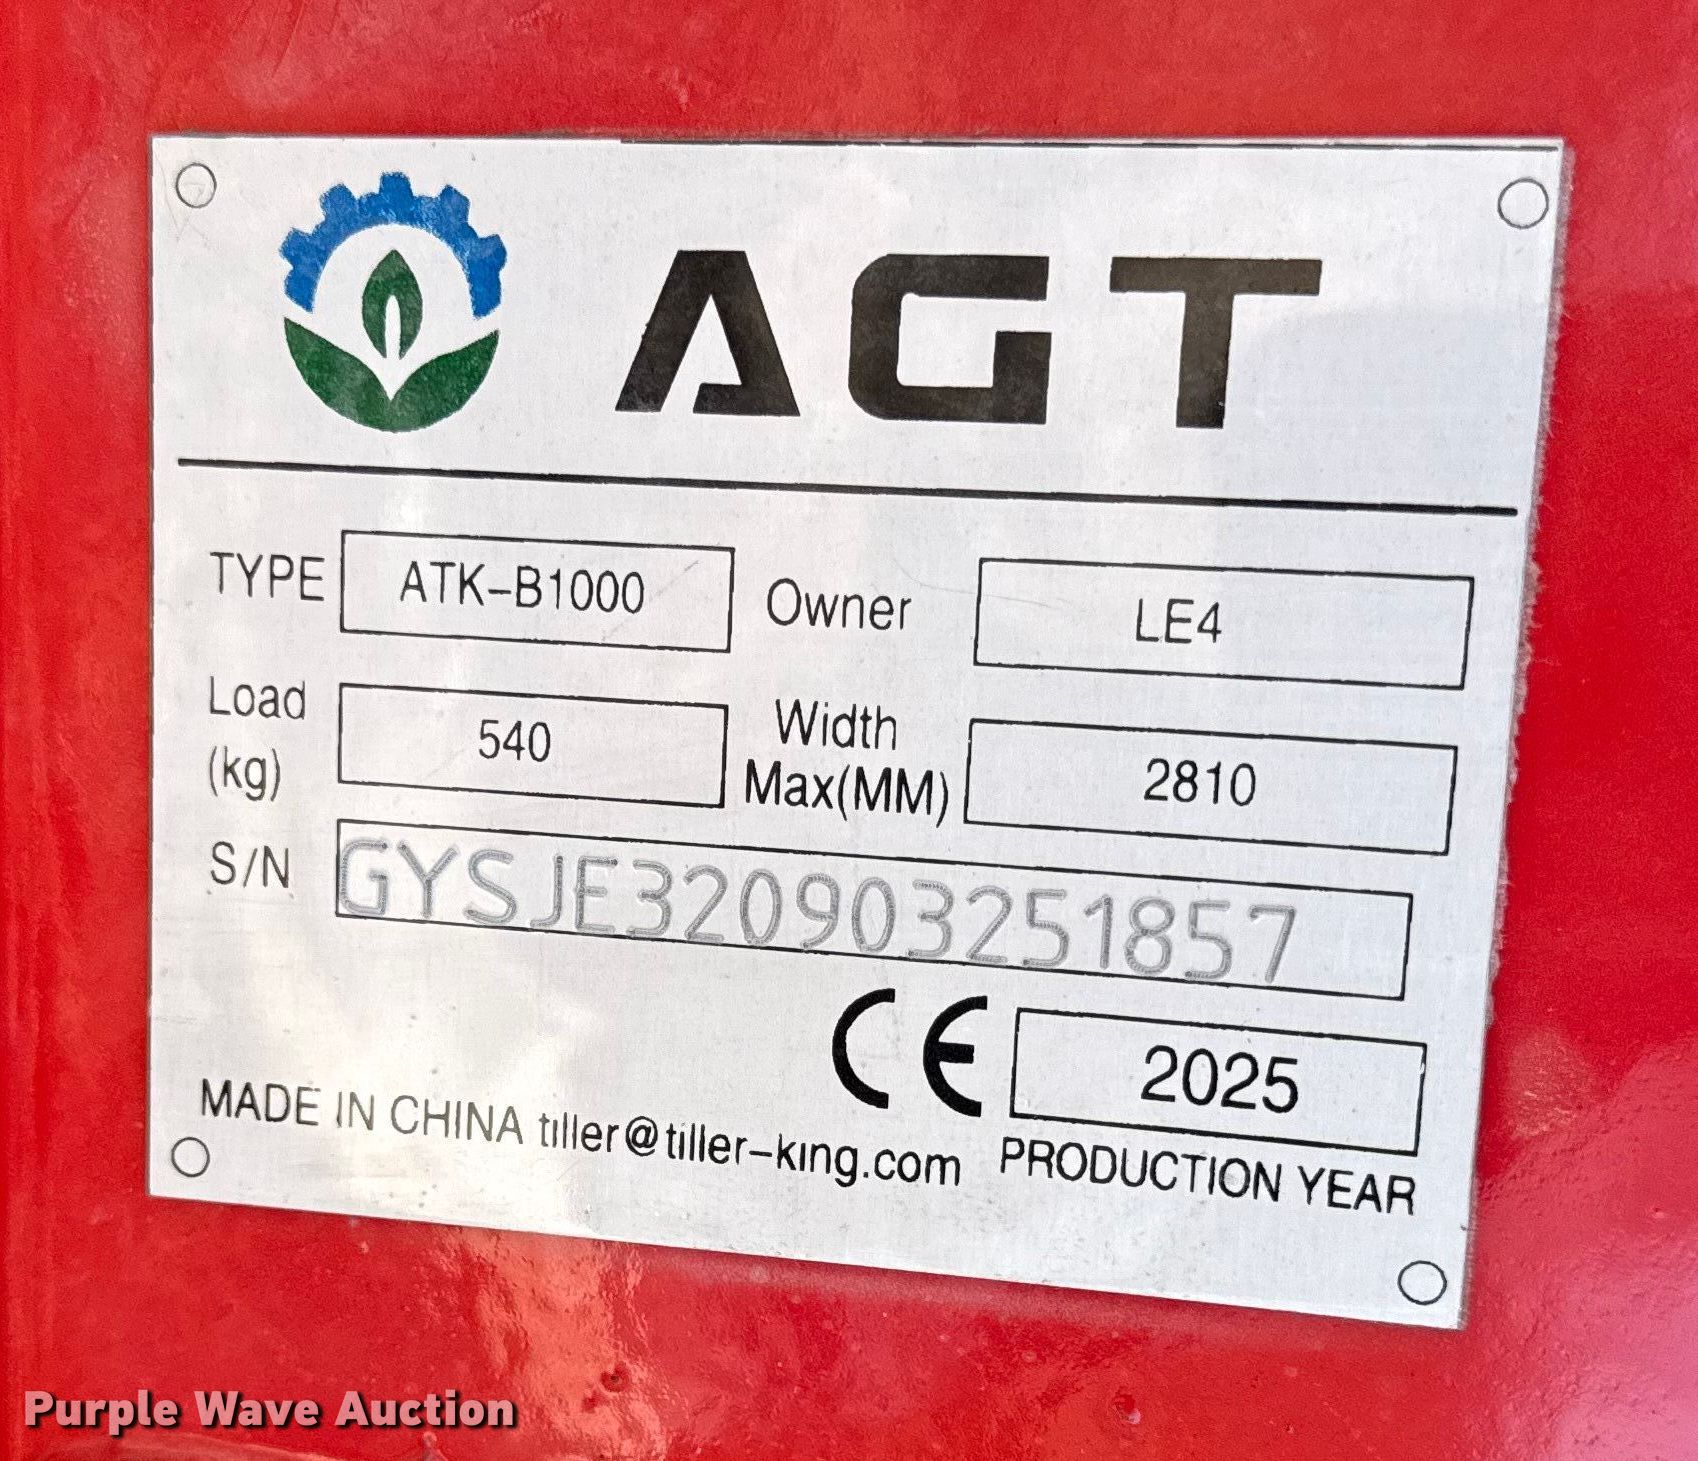 AGT
TYPE ATK-B1000 Owner LE4
Load (kg) 540 Width Max(MM) 2810
S/N GYSJE320903251857
CE 2025
MADE IN CHINA tiller@tiller-king.com PRODUCTION YEAR
Purple Wave Auction